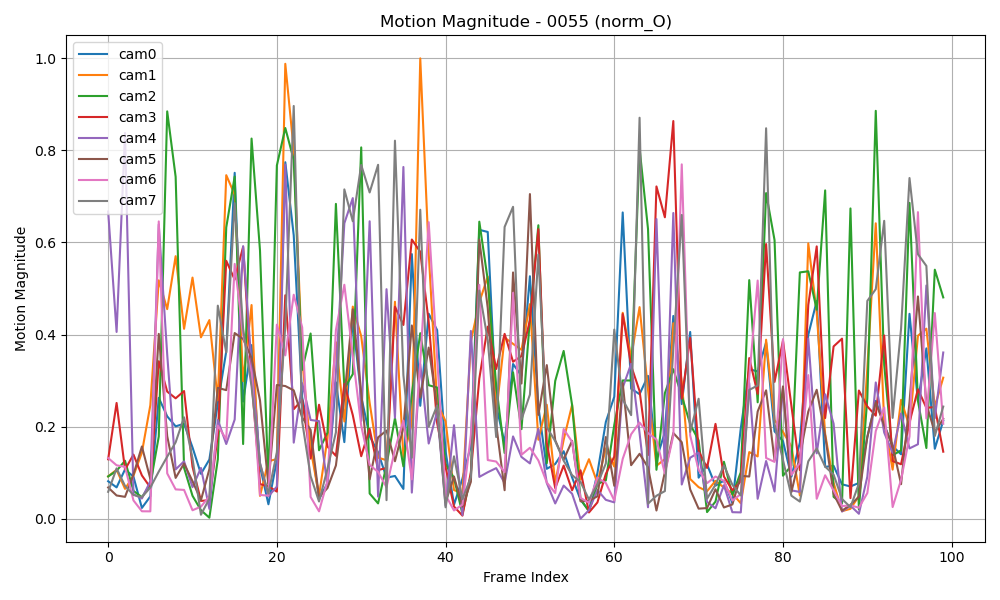 Motion Magnitude - 0055 (norm_O)
cam0
cam1
cam2
cam3
cam4
cam5
cam6
cam7
Motion Magnitude
1.0
0.8
0.6
0.4
0.2
0.0
0 20 40 60 80 100
Frame Index